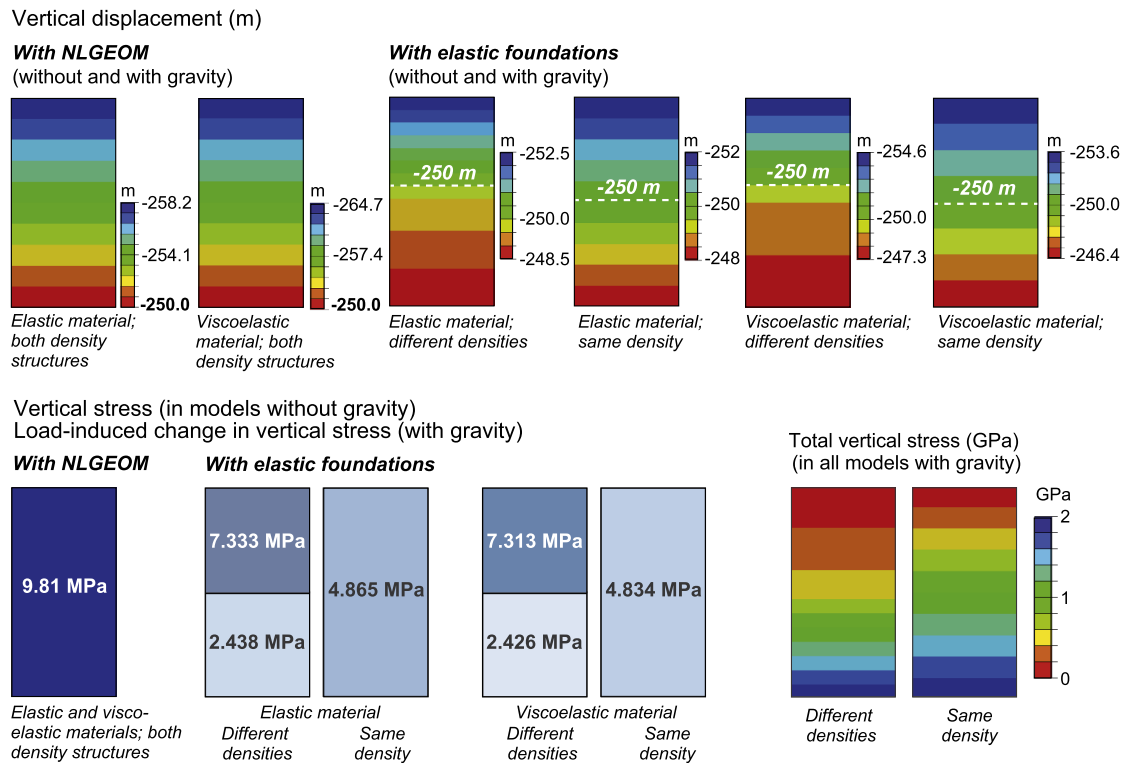 Vertical displacement (m)
With NLGEOM
(without and with gravity)
With elastic foundations
(without and with gravity)
m
-258.2
-254.1
-250.0
Elastic material;
both density
structures
m
-264.7
-257.4
-250.0
Viscoelastic
material; both
density structures
-250 m
m
-252.5
-250.0
-248.5
Elastic material;
different densities
-250 m
m
-252
-250
-248
Elastic material;
same density
-250 m
m
-254.6
-250.0
-247.3
Viscoelastic material;
different densities
-250 m
m
-253.6
-250.0
-246.4
Viscoelastic material;
same density
Vertical stress (in models without gravity)
Load-induced change in vertical stress (with gravity)
With NLGEOM
With elastic foundations
9.81 MPa
Elastic and visco-
elastic materials; both
density structures
7.333 MPa
2.438 MPa
4.865 MPa
Elastic material
Different
densities
Same
density
7.313 MPa
2.426 MPa
4.834 MPa
Viscoelastic material
Different
densities
Same
density
Total vertical stress (GPa)
(in all models with gravity)
GPa
2
1
0
Different
densities
Same
density